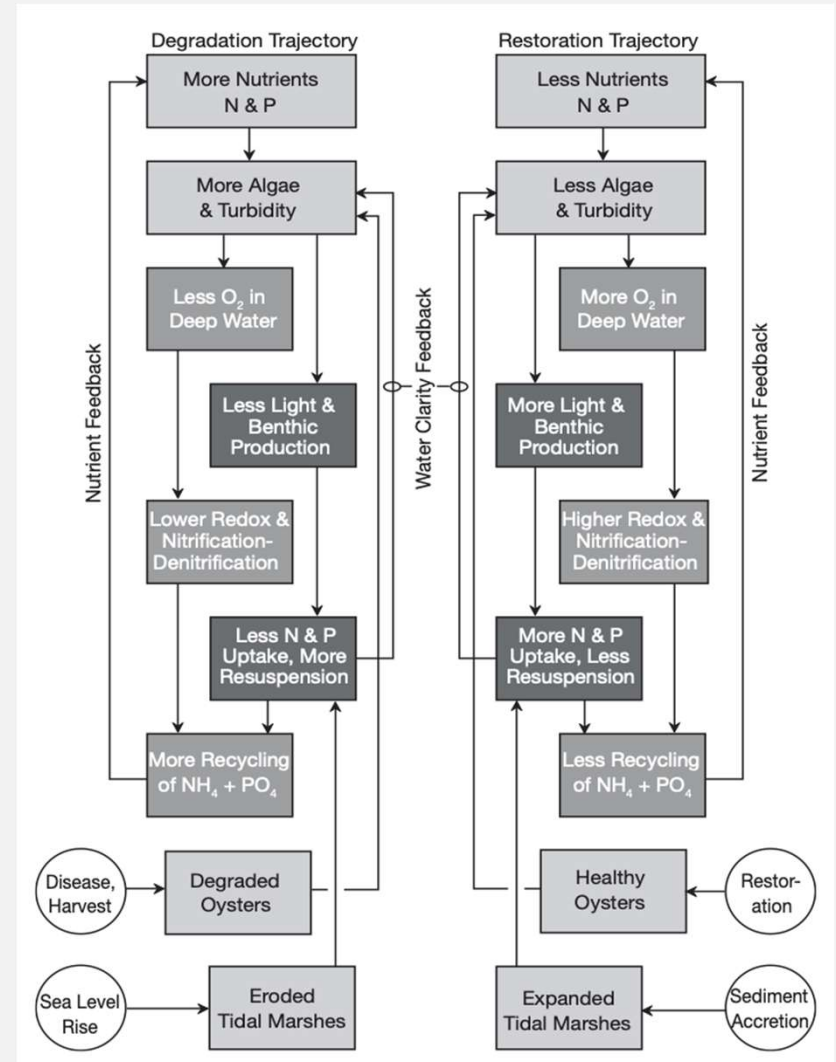 Degradation Trajectory
More Nutrients
N & P
More Algae
& Turbidity
Less O₂ in
Deep Water
Less Light &
Benthic
Production
Lower Redox &
Nitrification-
Denitrification
Less N & P
Uptake, More
Resuspension
More Recycling
of NH₄ + PO₄
Nutrient Feedback
Disease,
Harvest
Degraded
Oysters
Sea Level
Rise
Eroded
Tidal Marshes
Water Clarity Feedback
Restoration Trajectory
Less Nutrients
N & P
Less Algae
& Turbidity
More O₂ in
Deep Water
More Light &
Benthic
Production
Higher Redox &
Nitrification-
Denitrification
More N & P
Uptake, Less
Resuspension
Less Recycling
of NH₄ + PO₄
Nutrient Feedback
Healthy
Oysters
Restor-
ation
Expanded
Tidal Marshes
Sediment
Accretion